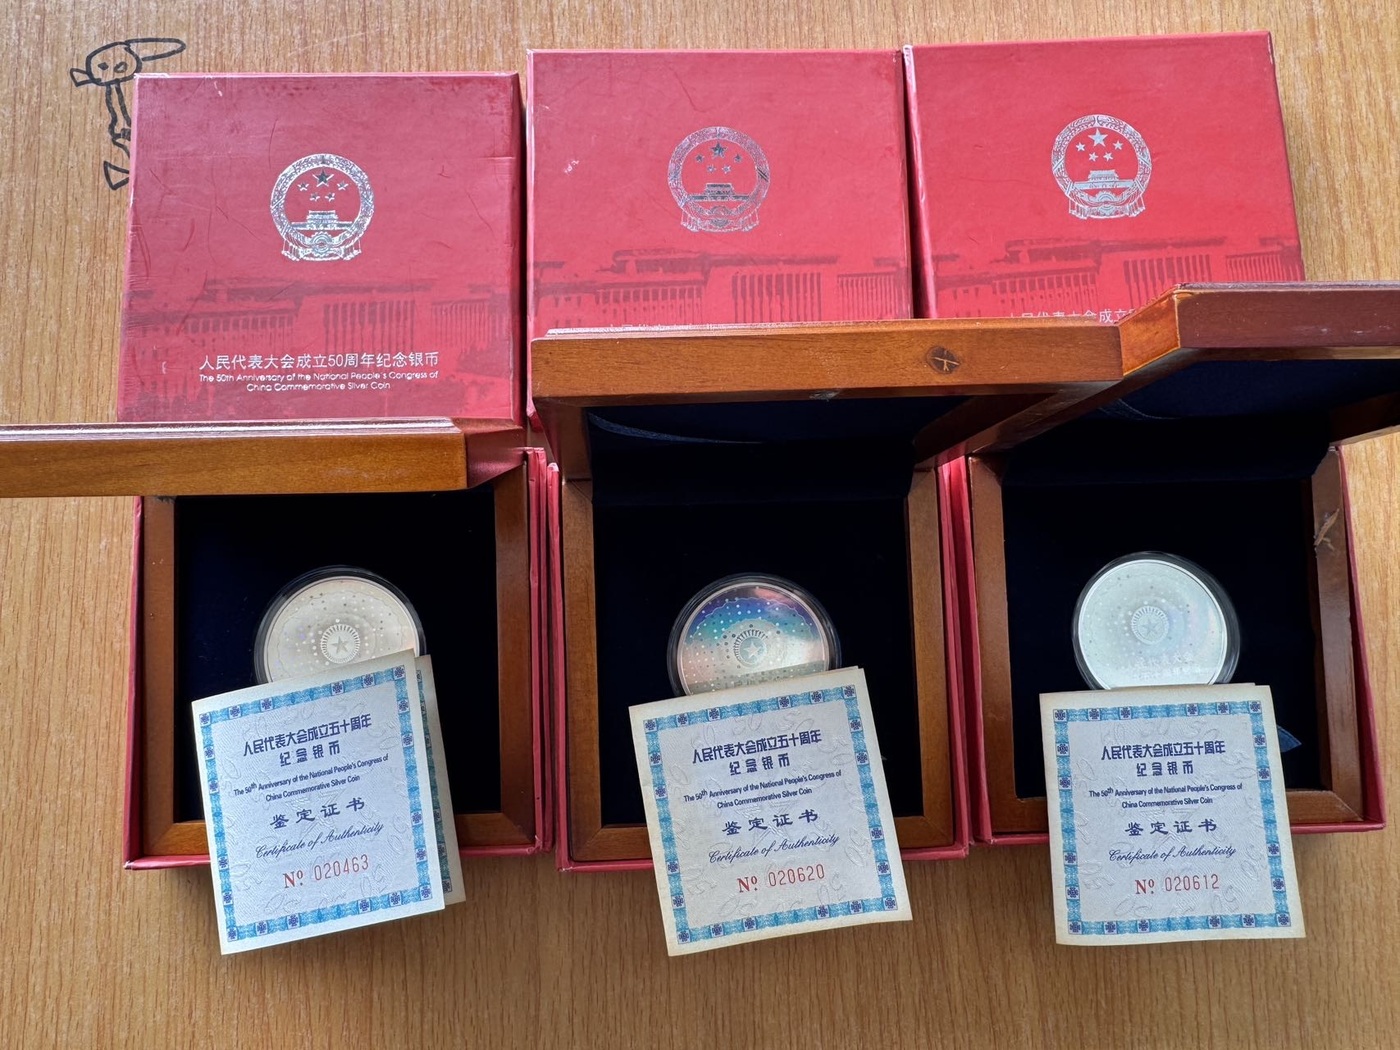 人民代表大会成立50周年纪念银币
The 50th Anniversary of the National People's Congress of
China Commemorative Silver Coin
人民代表大会成立五十周年
纪念银币
The 50th Anniversary of the National People's Congress of
China Commemorative Silver Coin
鉴定证书
Certificate of Authenticity
Nº 020463
人民代表大会成立五十周年
纪念银币
The 50th Anniversary of the National People's Congress of
China Commemorative Silver Coin
鉴定证书
Certificate of Authenticity
Nº 020620
人民代表大会成立五十周年
纪念银币
The 50th Anniversary of the National People's Congress of
China Commemorative Silver Coin
鉴定证书
Certificate of Authenticity
Nº 020612